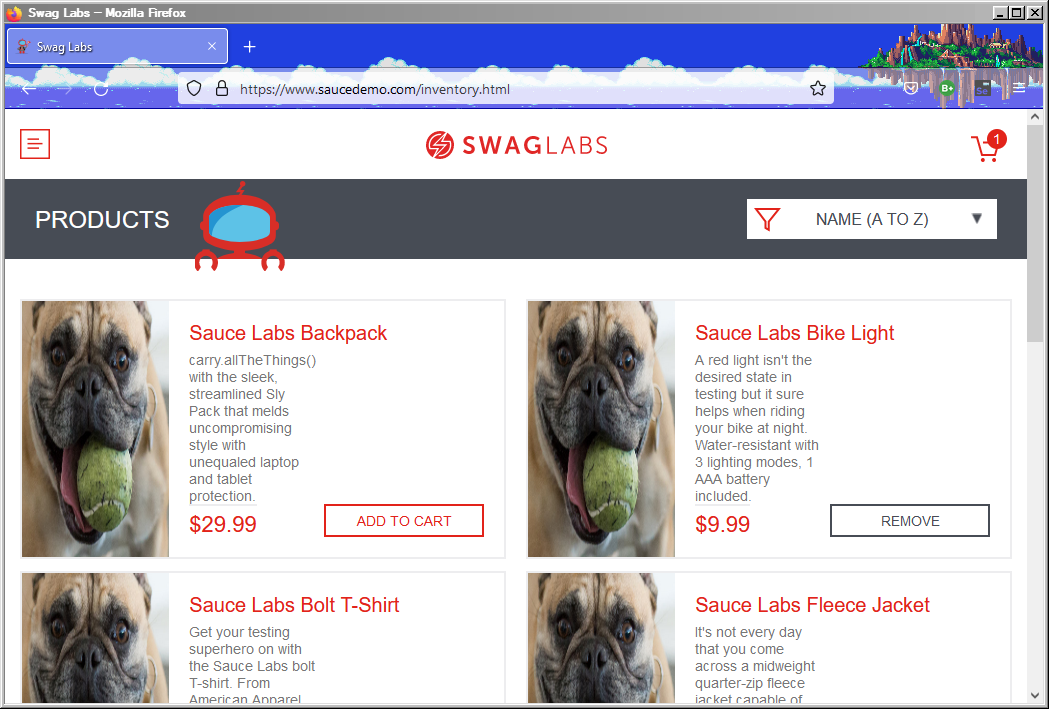 Swag Labs — Mozilla Firefox
Swag Labs
https://www.saucedemo.com/inventory.html
B+
Se
SWAGLABS
1
PRODUCTS
NAME (A TO Z)
Sauce Labs Backpack
carry.allTheThings()
with the sleek,
streamlined Sly
Pack that melds
uncompromising
style with
unequaled laptop
and tablet
protection.
$29.99
ADD TO CART
Sauce Labs Bike Light
A red light isn't the
desired state in
testing but it sure
helps when riding
your bike at night.
Water-resistant with
3 lighting modes, 1
AAA battery
included.
$9.99
REMOVE
Sauce Labs Bolt T-Shirt
Get your testing
superhero on with
the Sauce Labs bolt
T-shirt. From
American Apparel
Sauce Labs Fleece Jacket
It's not every day
that you come
across a midweight
quarter-zip fleece
jacket capable of